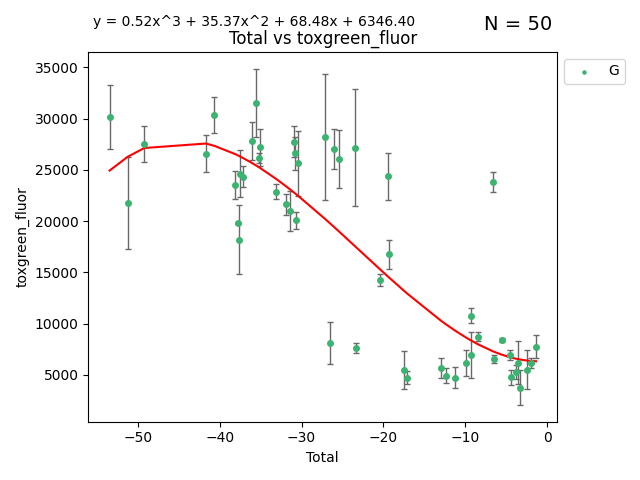 y = 0.52x^3 + 35.37x^2 + 68.48x + 6346.40
N = 50
Total vs toxgreen_fluor
G
35000
30000
25000
20000
15000
10000
5000
toxgreen_fluor
−50
−40
−30
−20
−10
0
Total